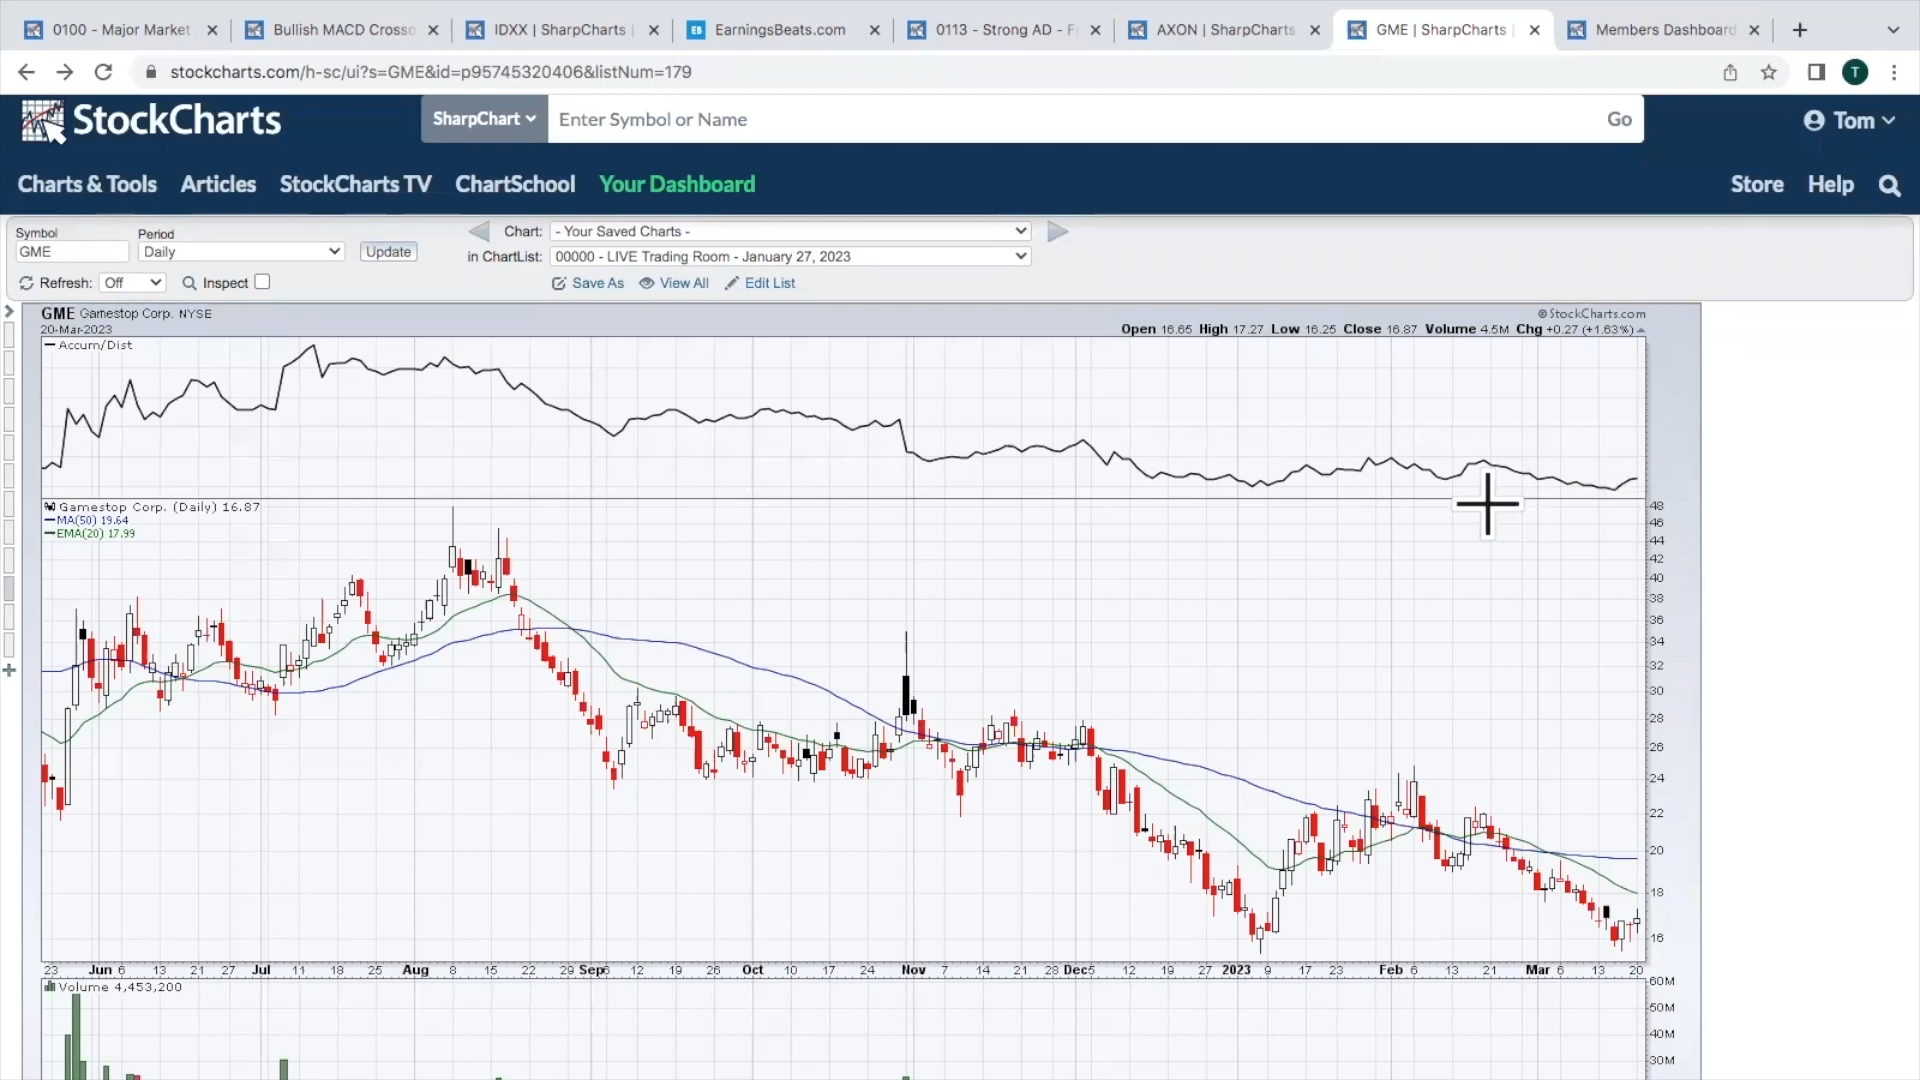 0100 - Major Market
Bullish MACD Crosso
IDXX | SharpCharts |
EarningsBeats.com
0113 - Strong AD - F
AXON | SharpCharts
GME | SharpCharts
Members Dashboard
stockcharts.com/h-sc/ui?s=GME&id=p95745320406&listNum=179
T
StockCharts
SharpChart
Enter Symbol or Name
Go
Tom
Charts & Tools
Articles
StockCharts TV
ChartSchool
Your Dashboard
Store
Help
Symbol
GME
Period
Daily
Update
Chart:
- Your Saved Charts -
in ChartList:
00000 - LIVE Trading Room - January 27, 2023
Refresh:
Off
Inspect
Save As
View All
Edit List
GME Gamestop Corp. NYSE
© StockCharts.com
20-Mar-2023
Open 16.65 High 17.27 Low 16.25 Close 16.87 Volume 4.5M Chg +0.27 (+1.63%)
Accum/Dist
Gamestop Corp. (Daily) 16.87
MA(50) 19.64
EMA(20) 17.99
48
46
44
42
40
38
36
34
32
30
28
26
24
22
20
18
16
23 Jun 6 13 21 27 Jul 11 18 25 Aug 8 15 22 29 Sep 6 12 19 26 Oct 10 17 24 Nov 7 14 21 28 Dec 5 12 19 27 2023 9 17 23 Feb 6 13 21 Mar 6 13 20
Volume 4,453,200
60M
50M
40M
30M